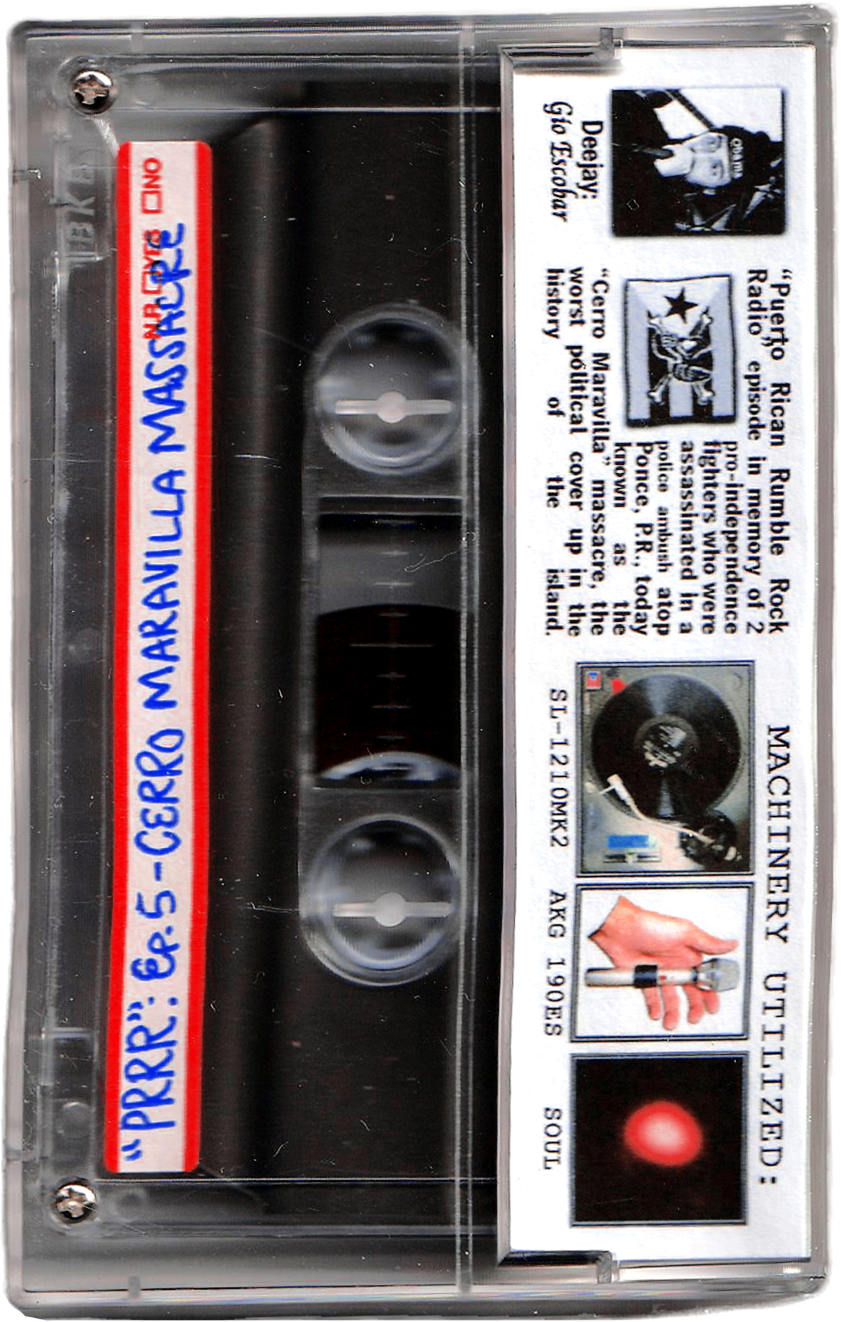 "PRRR": Ep. 5 - CERRO MARAVILLA MASSACRE
N.R. □YES □NO
Deejay:
Gio Escobar
"Puerto Rican Rumble Rock
Radio" episode in memory of 2
pro-independence
fighters who were
assassinated in a
police ambush atop
Ponce, P.R., today
known as the
"Cerro Maravilla" massacre, the
worst political cover up in the
history of the island.
MACHINERY UTILIZED:
SL-1210MK2 AKG 190ES SOUL